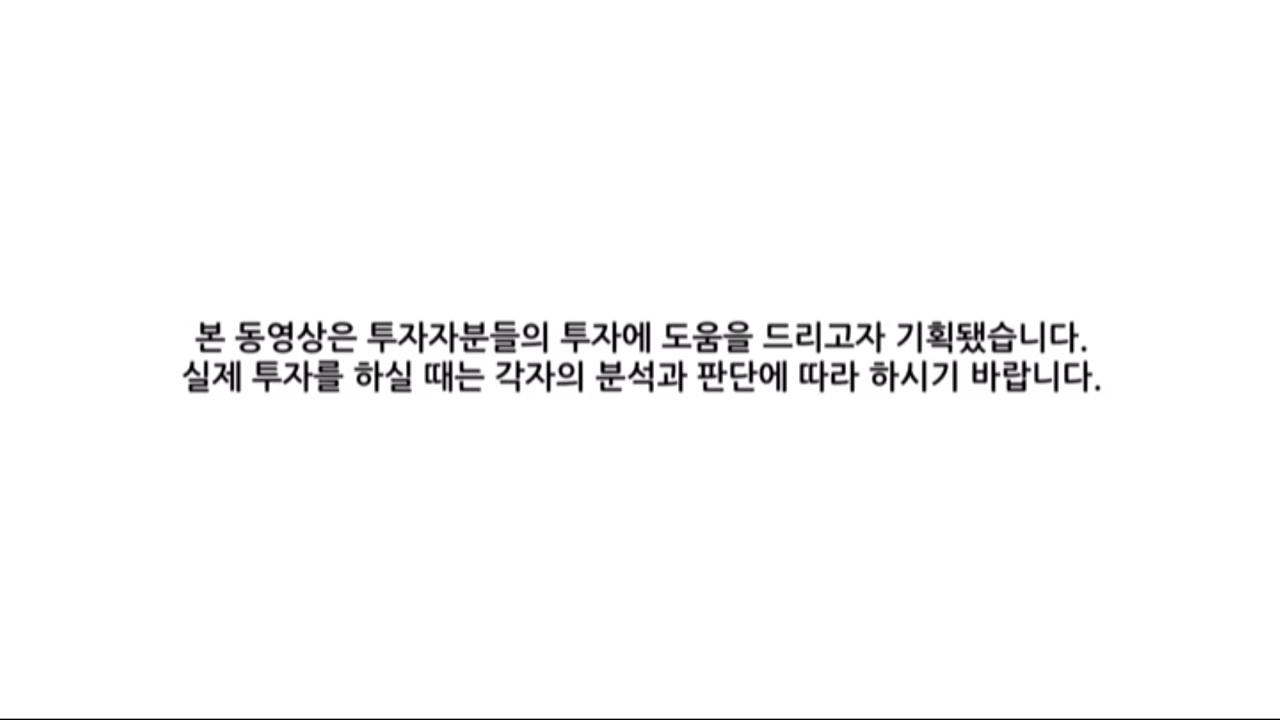 본 동영상은 투자자분들의 투자에 도움을 드리고자 기획됐습니다.
실제 투자를 하실 때는 각자의 분석과 판단에 따라 하시기 바랍니다.